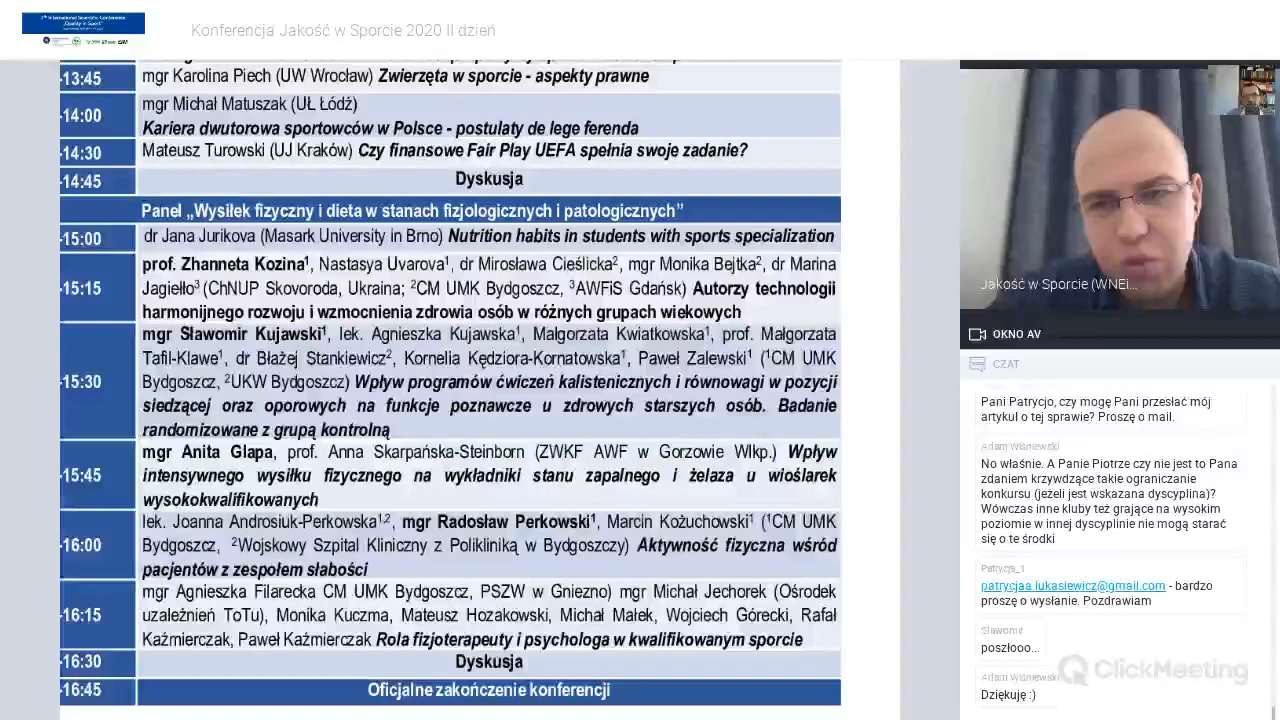 7th International Scientific Conference
„Quality in Sport"
Konferencja Jakość w Sporcie 2020 II dzień
-13:45
mgr Karolina Piech (UW Wrocław) Zwierzęta w sporcie - aspekty prawne
-14:00
mgr Michał Matuszak (UŁ Łódź)
Kariera dwutorowa sportowców w Polsce - postulaty de lege ferenda
-14:30
Mateusz Turowski (UJ Kraków) Czy finansowe Fair Play UEFA spełnia swoje zadanie?
-14:45
Dyskusja
Panel „Wysiłek fizyczny i dieta w stanach fizjologicznych i patologicznych”
-15:00
dr Jana Jurikova (Masark University in Brno) Nutrition habits in students with sports specialization
-15:15
prof. Zhanneta Kozina¹, Nastasya Uvarova¹, dr Mirosława Cieślicka², mgr Monika Bejtka², dr Marina
Jagiełło³ (ChNUP Skovoroda, Ukraina; ²CM UMK Bydgoszcz, ³AWFiS Gdańsk) Autorzy technologii
harmonijnego rozwoju i wzmocnienia zdrowia osób w różnych grupach wiekowych
-15:30
mgr Sławomir Kujawski¹, lek. Agnieszka Kujawska¹, Małgorzata Kwiatkowska¹, prof. Małgorzata
Tafil-Klawe¹, dr Błażej Stankiewicz², Kornelia Kędziora-Kornatowska¹, Paweł Zalewski¹ (¹CM UMK
Bydgoszcz, ²UKW Bydgoszcz) Wpływ programów ćwiczeń kalistenicznych i równowagi w pozycji
siedzącej oraz oporowych na funkcje poznawcze u zdrowych starszych osób. Badanie
randomizowane z grupą kontrolną
-15:45
mgr Anita Glapa, prof. Anna Skarpańska-Steinborn (ZWKF AWF w Gorzowie Wlkp.) Wpływ
intensywnego wysiłku fizycznego na wykładniki stanu zapalnego i żelaza u wioślarek
wysokokwalifikowanych
-16:00
lek. Joanna Androsiuk-Perkowska¹,², mgr Radosław Perkowski¹, Marcin Kożuchowski¹ (¹CM UMK
Bydgoszcz, ²Wojskowy Szpital Kliniczny z Polikliniką w Bydgoszczy) Aktywność fizyczna wśród
pacjentów z zespołem słabości
-16:15
mgr Agnieszka Filarecka CM UMK Bydgoszcz, PSZW w Gniezno) mgr Michał Jechorek (Ośrodek
uzależnień ToTu), Monika Kuczma, Mateusz Hozakowski, Michał Małek, Wojciech Górecki, Rafał
Kaźmierczak, Paweł Kaźmierczak Rola fizjoterapeuty i psychologa w kwalifikowanym sporcie
-16:30
Dyskusja
-16:45
Oficjalne zakończenie konferencji
Jakość w Sporcie (WNEi...
OKNO AV
CZAT
Pani Patrycjo, czy mogę Pani przesłać mój
artykuł o tej sprawie? Proszę o mail.
Adam Wiśniewski
No właśnie. A Panie Piotrze czy nie jest to Pana
zdaniem krzywdzące takie ograniczanie
konkursu (jeżeli jest wskazana dyscyplina)?
Wówczas inne kluby też grające na wysokim
poziomie w innej dyscyplinie nie mogą starać
się o te środki
Patrycja_1
patrycjaa.lukasiewicz@gmail.com - bardzo
proszę o wysłanie. Pozdrawiam
Sławomir
poszłooo...
Adam Wiśniewski
Dziękuję :)
ClickMeeting